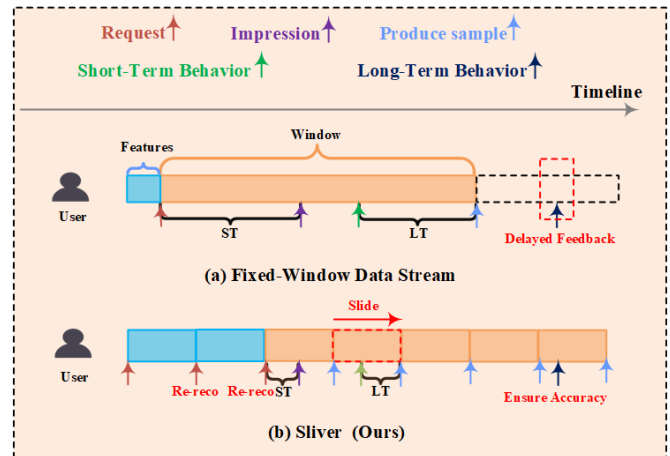 Request Impression Produce sample
Short-Term Behavior Long-Term Behavior
Timeline
Window
Features
User
ST LT
Delayed Feedback
(a) Fixed-Window Data Stream
Slide
User
Re-reco Re-reco ST LT Ensure Accuracy
(b) Sliver (Ours)